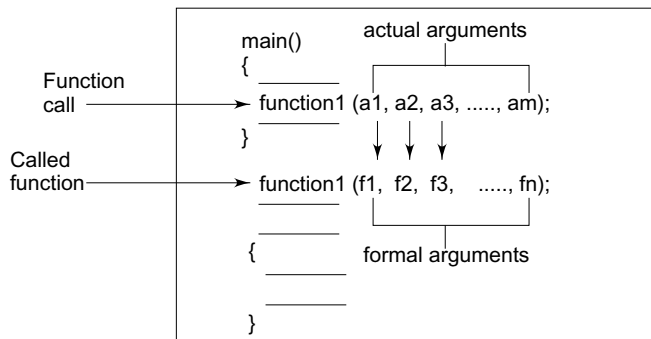 actual arguments
main()
{
Function
call
function1 (a1, a2, a3, ....., am);
}
Called
function
function1 (f1, f2, f3, ....., fn);
{
formal arguments
}